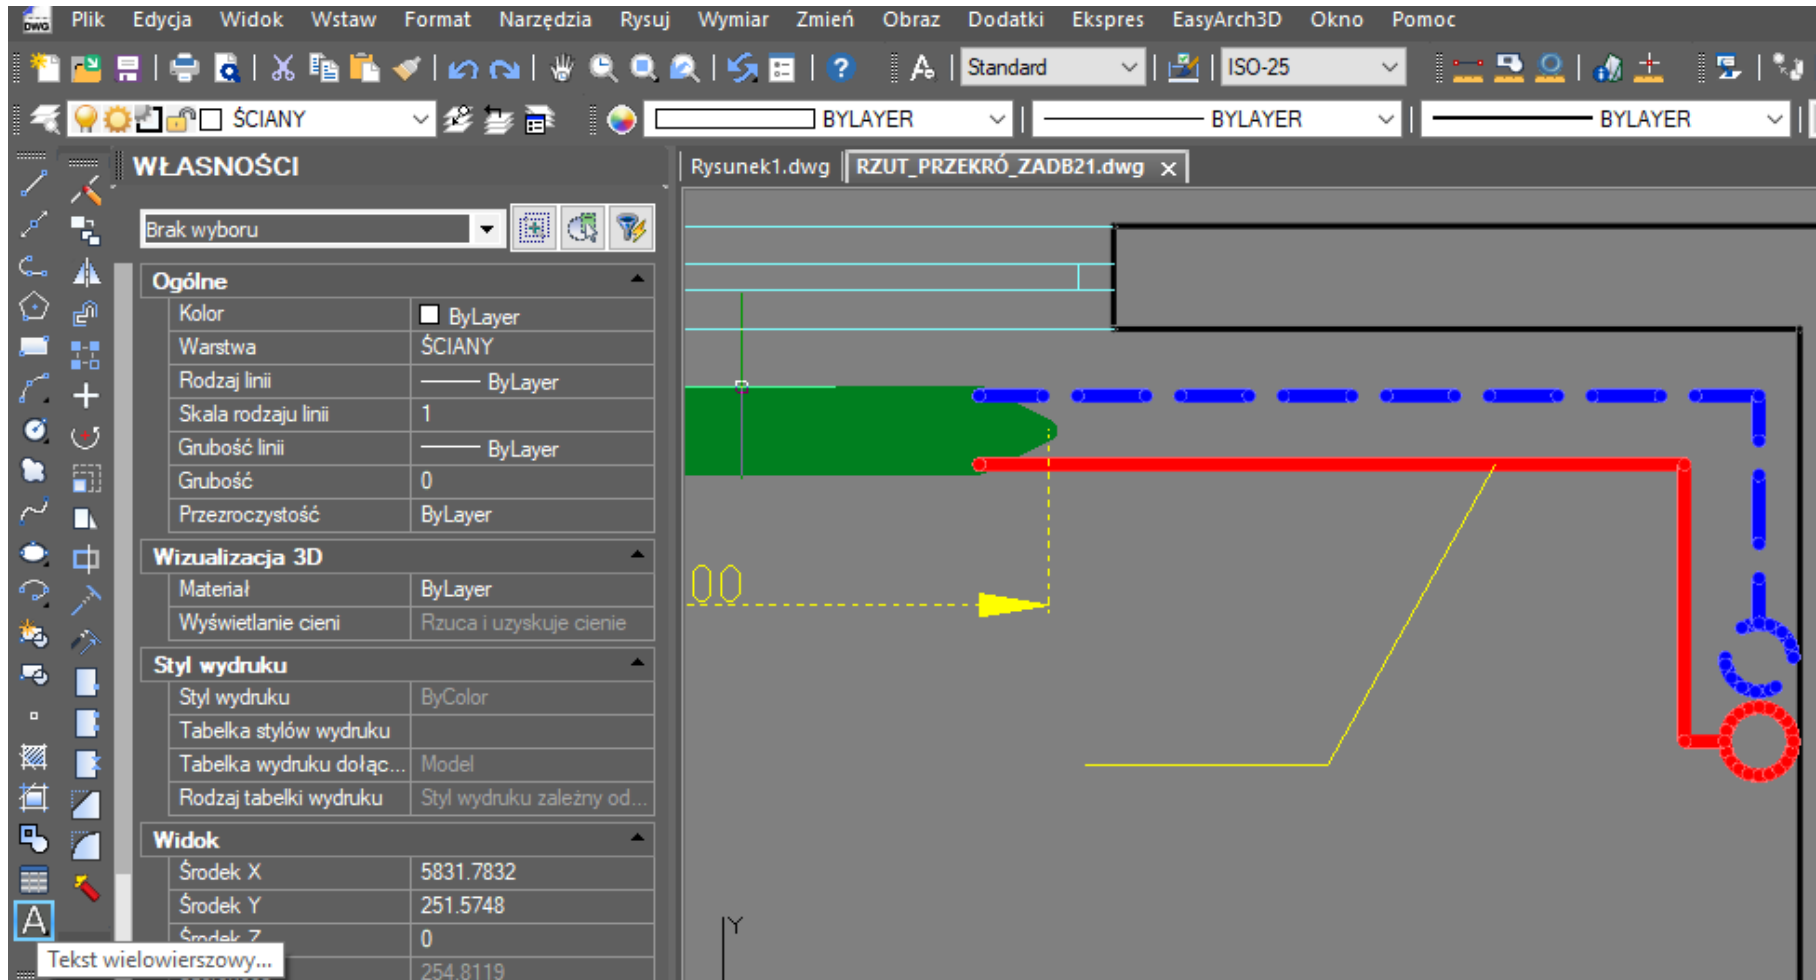 DWG Plik Edycja Widok Wstaw Format Narzędzia Rysuj Wymiar Zmień Obraz Dodatki Ekspres EasyArch3D Okno Pomoc
Standard ISO-25
ŚCIANY BYLAYER BYLAYER BYLAYER
WŁASNOŚCI
Rysunek1.dwg RZUT_PRZEKRÓ_ZADB21.dwg
Brak wyboru
Ogólne
Kolor ByLayer
Warstwa ŚCIANY
Rodzaj linii ByLayer
Skala rodzaju linii 1
Grubość linii ByLayer
Grubość 0
Przezroczystość ByLayer
Wizualizacja 3D
Materiał ByLayer
Wyświetlanie cieni Rzuca i uzyskuje cienie
00
Styl wydruku
Styl wydruku ByColor
Tabelka stylów wydruku
Tabelka wydruku dołąc... Model
Rodzaj tabelki wydruku Styl wydruku zależny od...
Widok
Środek X 5831.7832
Środek Y 251.5748
Środek Z 0
Y
A
Tekst wielowierszowy...
254.8119